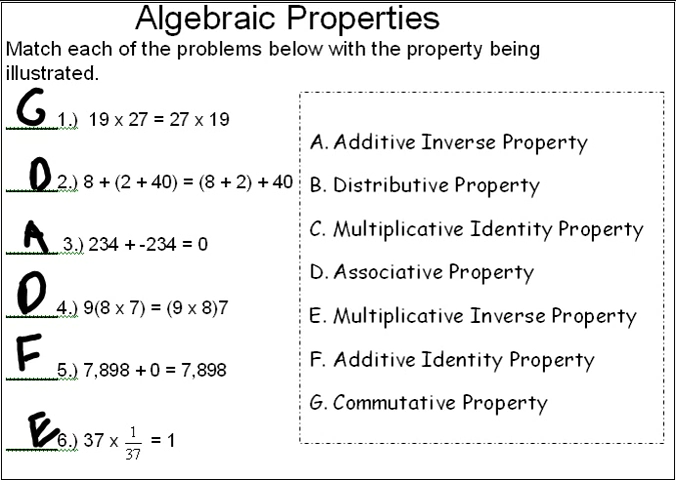 Algebraic Properties
Match each of the problems below with the property being
illustrated.
G 1.) 19 x 27 = 27 x 19
D 2.) 8 + (2 + 40) = (8 + 2) + 40
A 3.) 234 + -234 = 0
D 4.) 9(8 x 7) = (9 x 8)7
F 5.) 7,898 + 0 = 7,898
E 6.) 37 x 1/37 = 1
A. Additive Inverse Property
B. Distributive Property
C. Multiplicative Identity Property
D. Associative Property
E. Multiplicative Inverse Property
F. Additive Identity Property
G. Commutative Property